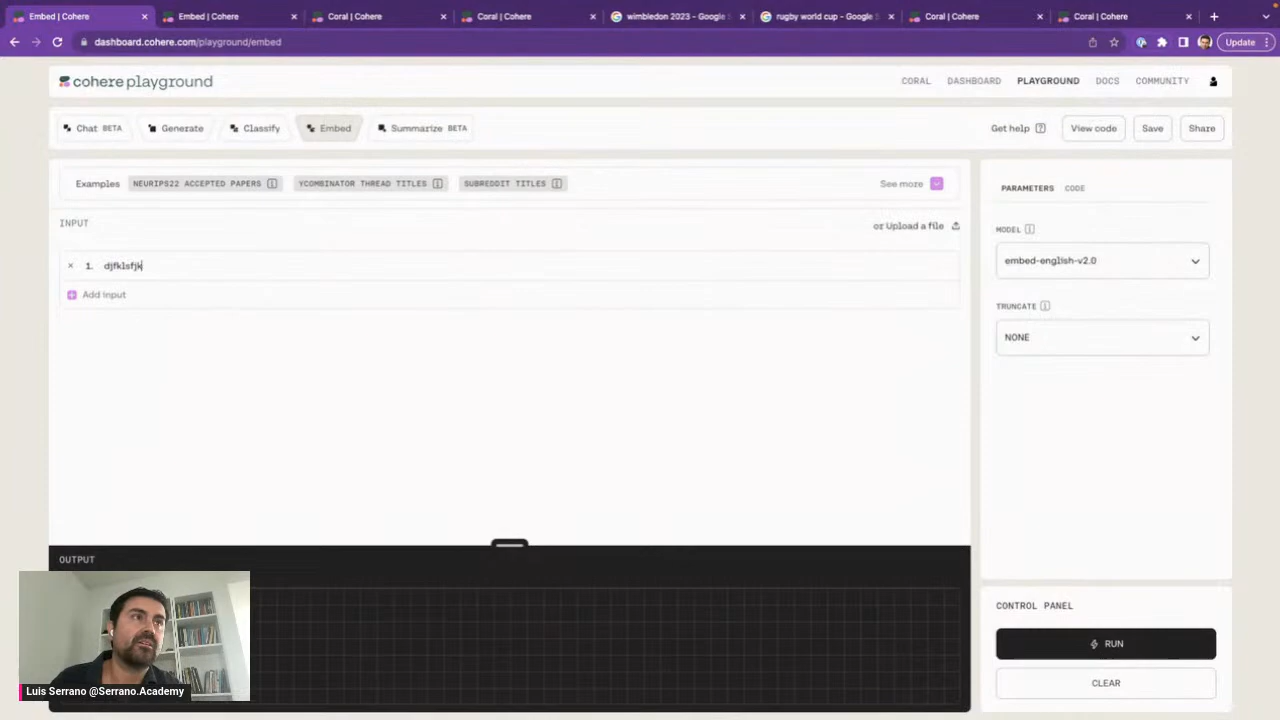 Embed | Cohere
Embed | Cohere
Coral | Cohere
Coral | Cohere
wimbledon 2023 - Google
rugby world cup - Google
Coral | Cohere
Coral | Cohere
dashboard.cohere.com/playground/embed
Update
cohere playground
CORAL
DASHBOARD
PLAYGROUND
DOCS
COMMUNITY
Chat BETA
Generate
Classify
Embed
Summarize BETA
Get help
View code
Save
Share
Examples
NEURIPS22 ACCEPTED PAPERS
YCOMBINATOR THREAD TITLES
SUBREDDIT TITLES
See more
PARAMETERS
CODE
INPUT
or Upload a file
MODEL
embed-english-v2.0
1. djfklsfjk
Add input
TRUNCATE
NONE
OUTPUT
CONTROL PANEL
RUN
CLEAR
Luis Serrano @Serrano.Academy